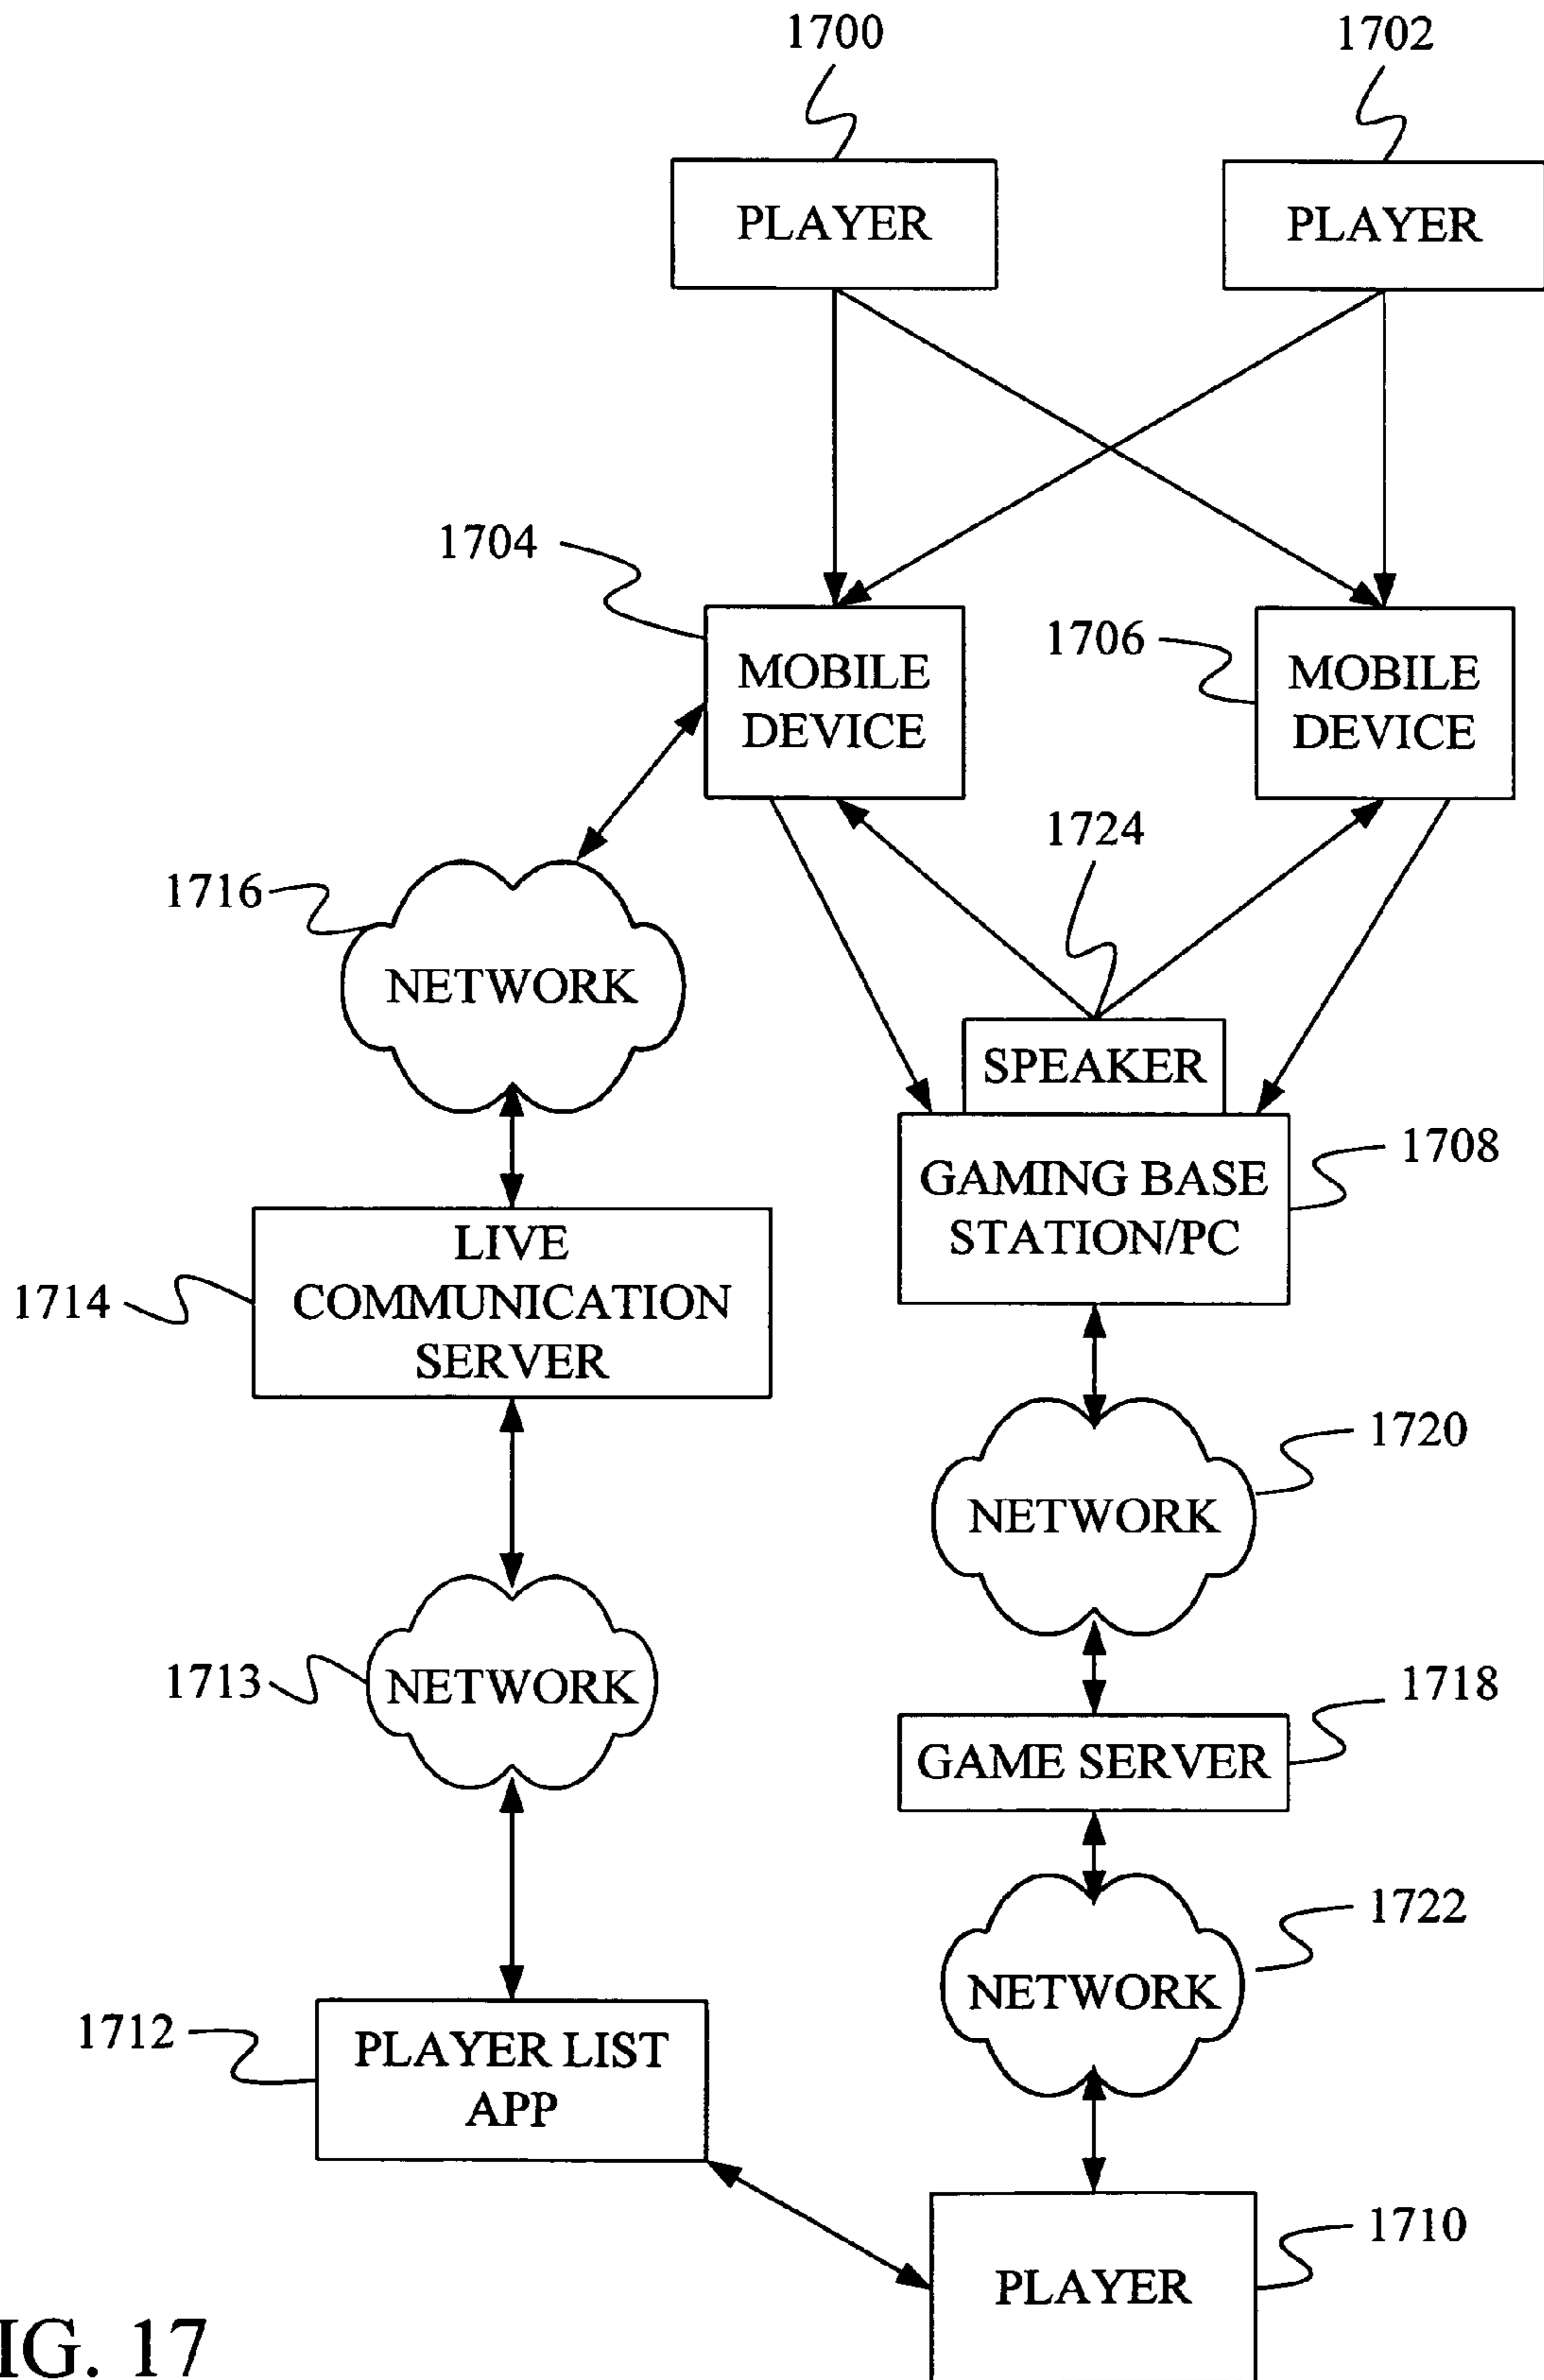 1700
1702
PLAYER
PLAYER
1704
1706
MOBILE
DEVICE
MOBILE
DEVICE
1724
1716
NETWORK
SPEAKER
1708
GAMING BASE
STATION/PC
LIVE
COMMUNICATION
SERVER
1714
1720
NETWORK
1713
NETWORK
1718
GAME SERVER
1722
NETWORK
1712
PLAYER LIST
APP
1710
PLAYER
IG. 17